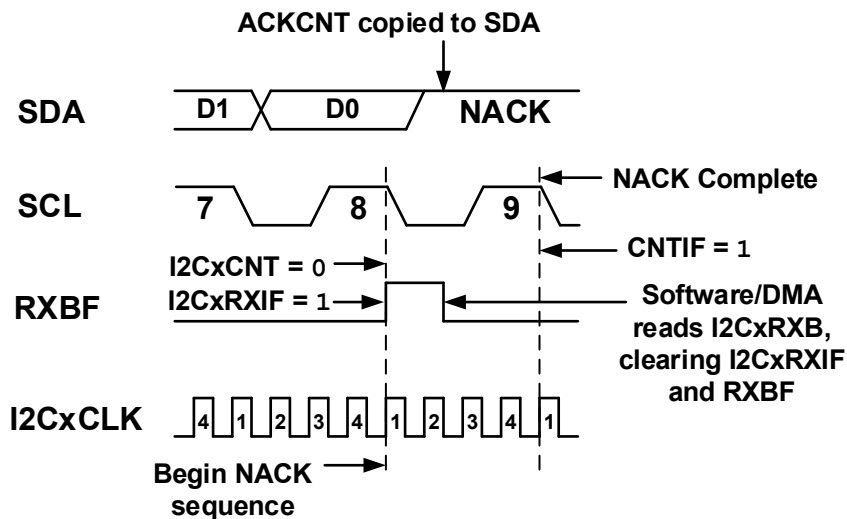 ACKCNT copied to SDA
SDA
D1
D0
NACK
SCL
7
8
9
NACK Complete
I2CxCNT = 0
CNTIF = 1
RXBF
I2CxRXIF = 1
Software/DMA
reads I2CxRXB,
clearing I2CxRXIF
and RXBF
I2CxCLK
4 1 2 3 4 1 2 3 4 1
Begin NACK
sequence